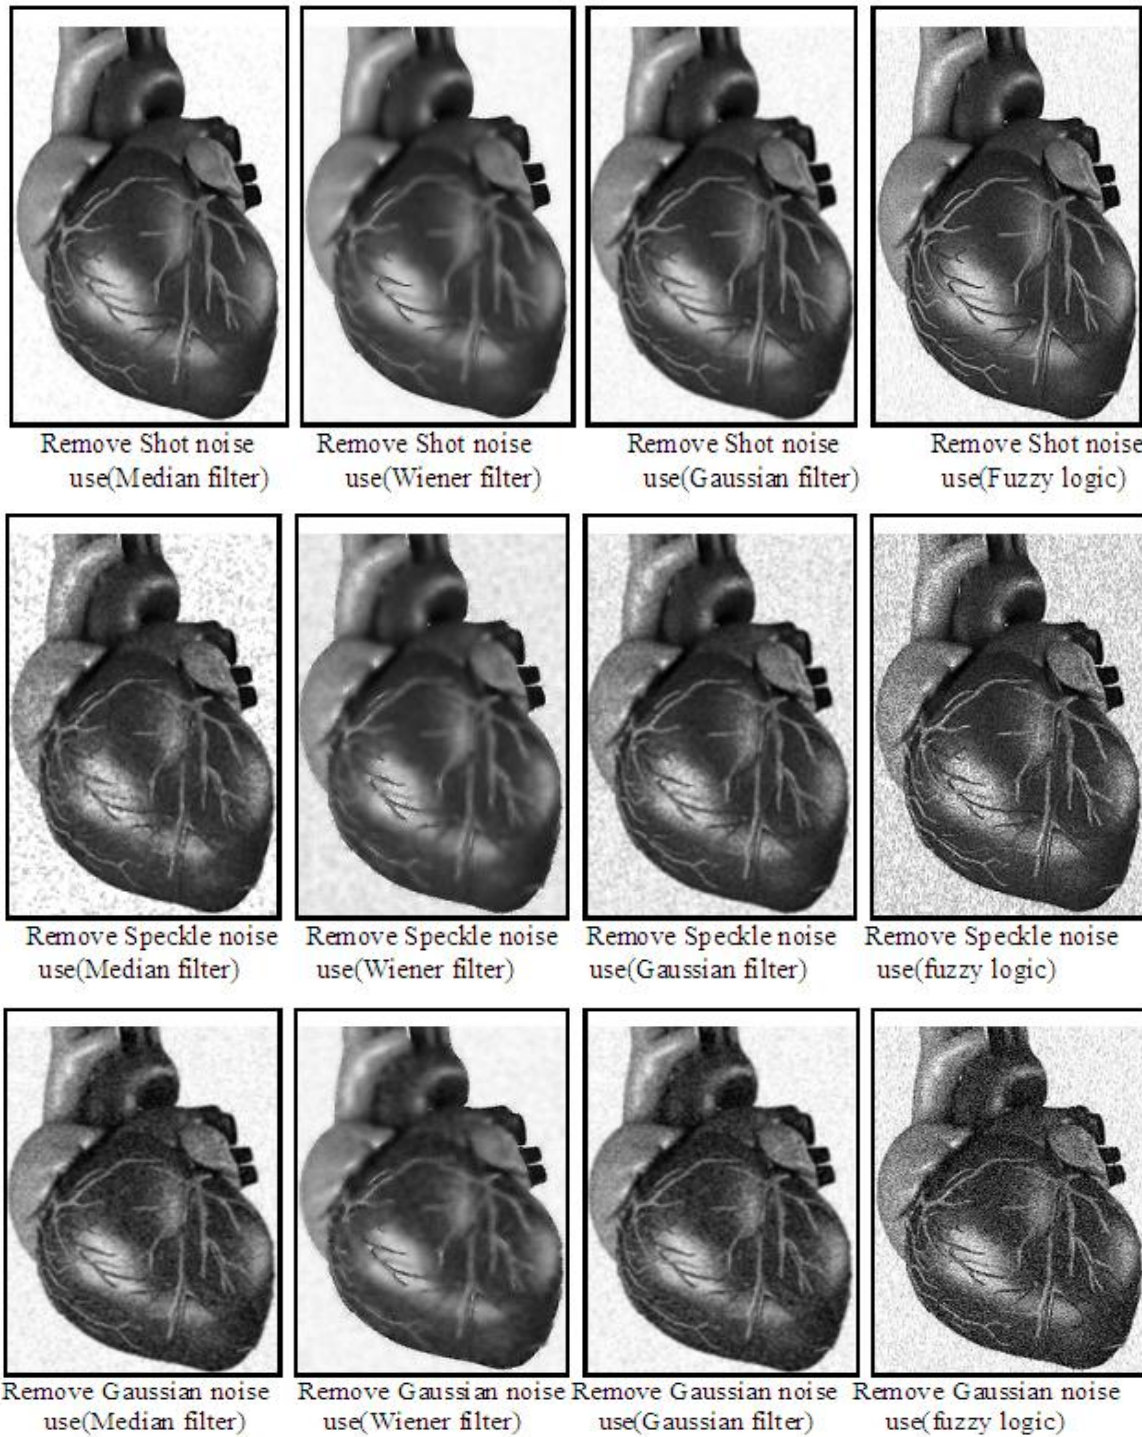 Remove Shot noise
use(Median filter)
Remove Shot noise
use(Wiener filter)
Remove Shot noise
use(Gaussian filter)
Remove Shot noise
use(Fuzzy logic)
Remove Speckle noise
use(Median filter)
Remove Speckle noise
use(Wiener filter)
Remove Speckle noise
use(Gaussian filter)
Remove Speckle noise
use(fuzzy logic)
Remove Gaussian noise
use(Median filter)
Remove Gaussian noise
use(Wiener filter)
Remove Gaussian noise
use(Gaussian filter)
Remove Gaussian noise
use(fuzzy logic)